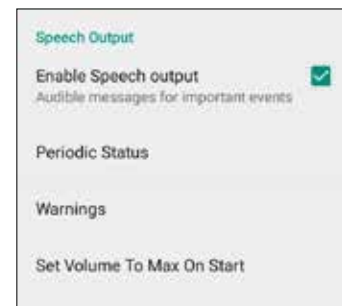 Speech Output
Enable Speech output
Audible messages for important events
Periodic Status
Warnings
Set Volume To Max On Start